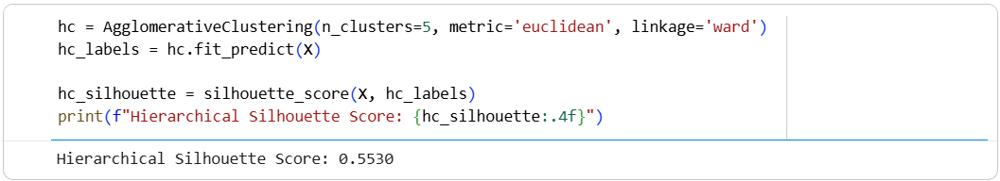 hc = AgglomerativeClustering(n_clusters=5, metric='euclidean', linkage='ward')
hc_labels = hc.fit_predict(X)
hc_silhouette = silhouette_score(X, hc_labels)
print(f"Hierarchical Silhouette Score: {hc_silhouette:.4f}")
Hierarchical Silhouette Score: 0.5530